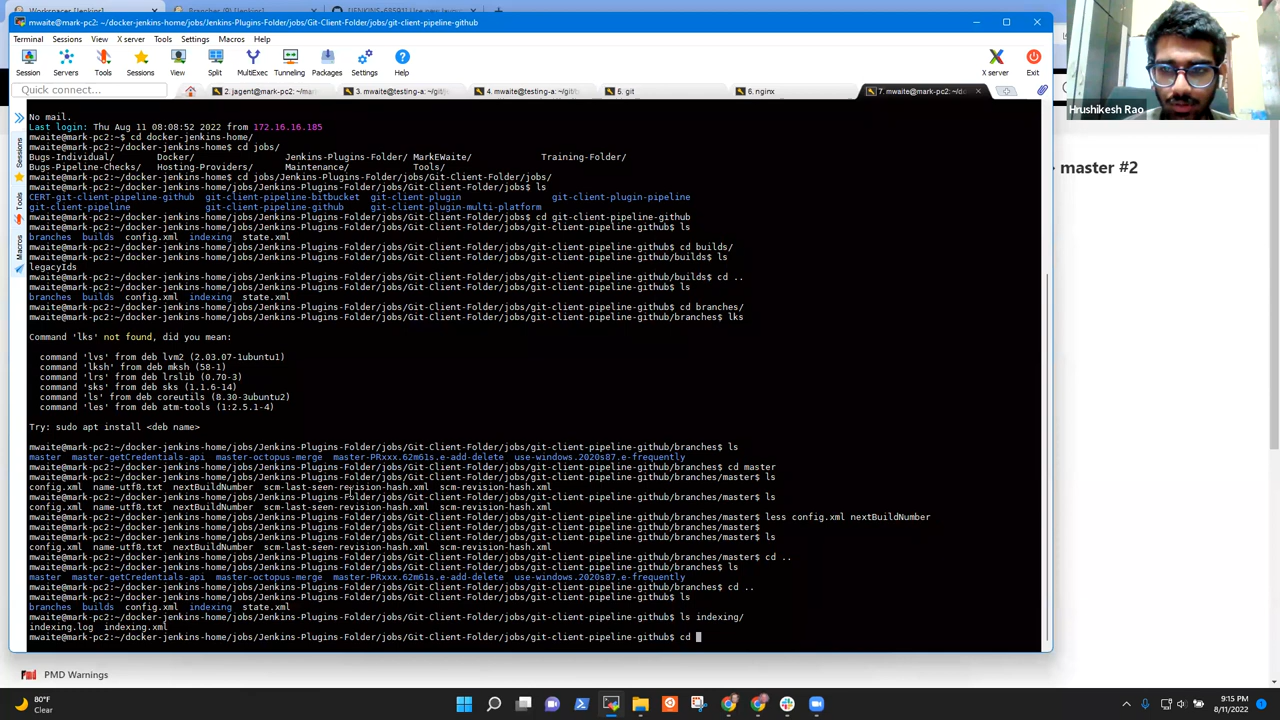 Workspaces [Jenkins]
Branches [Jenkins]
[JENKINS-68591] Use new
mwaite@mark-pc2: ~/docker-jenkins-home/jobs/Jenkins-Plugins-Folder/jobs/Git-Client-Folder/jobs/git-client-pipeline-github
Terminal Sessions View X server Tools Settings Macros Help
Session Servers Tools Sessions View Split MultiExec Tunneling Packages Settings Help X server Exit
Quick connect...
2. jagent@mark-pc2: ~/ma
3. mwaite@testing-a: ~/git/
4. mwaite@testing-a: ~/git/b
5. git
6. nginx
7. mwaite@mark-pc2: ~/do
Sessions
Tools
Macros
No mail.
Last login: Thu Aug 11 08:08:52 2022 from 172.16.16.185
mwaite@mark-pc2:~$ cd docker-jenkins-home/
mwaite@mark-pc2:~/docker-jenkins-home$ cd jobs/
Bugs-Individual/ Docker/ Jenkins-Plugins-Folder/ MarkEWaite/ Training-Folder/
Bugs-Pipeline-Checks/ Hosting-Providers/ Maintenance/ Tools/
mwaite@mark-pc2:~/docker-jenkins-home$ cd jobs/Jenkins-Plugins-Folder/jobs/Git-Client-Folder/jobs/
mwaite@mark-pc2:~/docker-jenkins-home/jobs/Jenkins-Plugins-Folder/jobs/Git-Client-Folder/jobs$ ls
CERT-git-client-pipeline-github git-client-pipeline-bitbucket git-client-plugin git-client-plugin-pipeline
git-client-pipeline git-client-pipeline-github git-client-plugin-multi-platform
mwaite@mark-pc2:~/docker-jenkins-home/jobs/Jenkins-Plugins-Folder/jobs/Git-Client-Folder/jobs$ cd git-client-pipeline-github
mwaite@mark-pc2:~/docker-jenkins-home/jobs/Jenkins-Plugins-Folder/jobs/Git-Client-Folder/jobs/git-client-pipeline-github$ ls
branches builds config.xml indexing state.xml
mwaite@mark-pc2:~/docker-jenkins-home/jobs/Jenkins-Plugins-Folder/jobs/Git-Client-Folder/jobs/git-client-pipeline-github$ cd builds/
mwaite@mark-pc2:~/docker-jenkins-home/jobs/Jenkins-Plugins-Folder/jobs/Git-Client-Folder/jobs/git-client-pipeline-github/builds$ ls
legacyIds
mwaite@mark-pc2:~/docker-jenkins-home/jobs/Jenkins-Plugins-Folder/jobs/Git-Client-Folder/jobs/git-client-pipeline-github/builds$ cd ..
mwaite@mark-pc2:~/docker-jenkins-home/jobs/Jenkins-Plugins-Folder/jobs/Git-Client-Folder/jobs/git-client-pipeline-github$ ls
branches builds config.xml indexing state.xml
mwaite@mark-pc2:~/docker-jenkins-home/jobs/Jenkins-Plugins-Folder/jobs/Git-Client-Folder/jobs/git-client-pipeline-github$ cd branches/
mwaite@mark-pc2:~/docker-jenkins-home/jobs/Jenkins-Plugins-Folder/jobs/Git-Client-Folder/jobs/git-client-pipeline-github/branches$ lks
Command 'lks' not found, did you mean:
command 'lvs' from deb lvm2 (2.03.07-1ubuntu1)
command 'lksh' from deb mksh (58-1)
command 'lrs' from deb lrslib (0.70-3)
command 'sks' from deb sks (1.1.6-14)
command 'ls' from deb coreutils (8.30-3ubuntu2)
command 'les' from deb atm-tools (1:2.5.1-4)
Try: sudo apt install <deb name>
mwaite@mark-pc2:~/docker-jenkins-home/jobs/Jenkins-Plugins-Folder/jobs/Git-Client-Folder/jobs/git-client-pipeline-github/branches$ ls
master master-getCredentials-api master-octopus-merge master-PRxxx.62m61s.e-add-delete use-windows.2020s87.e-frequently
mwaite@mark-pc2:~/docker-jenkins-home/jobs/Jenkins-Plugins-Folder/jobs/Git-Client-Folder/jobs/git-client-pipeline-github/branches$ cd master
mwaite@mark-pc2:~/docker-jenkins-home/jobs/Jenkins-Plugins-Folder/jobs/Git-Client-Folder/jobs/git-client-pipeline-github/branches/master$ ls
config.xml name-utf8.txt nextBuildNumber scm-last-seen-revision-hash.xml scm-revision-hash.xml
mwaite@mark-pc2:~/docker-jenkins-home/jobs/Jenkins-Plugins-Folder/jobs/Git-Client-Folder/jobs/git-client-pipeline-github/branches/master$ ls
config.xml name-utf8.txt nextBuildNumber scm-last-seen-revision-hash.xml scm-revision-hash.xml
mwaite@mark-pc2:~/docker-jenkins-home/jobs/Jenkins-Plugins-Folder/jobs/Git-Client-Folder/jobs/git-client-pipeline-github/branches/master$ less config.xml nextBuildNumber
mwaite@mark-pc2:~/docker-jenkins-home/jobs/Jenkins-Plugins-Folder/jobs/Git-Client-Folder/jobs/git-client-pipeline-github/branches/master$
mwaite@mark-pc2:~/docker-jenkins-home/jobs/Jenkins-Plugins-Folder/jobs/Git-Client-Folder/jobs/git-client-pipeline-github/branches/master$ ls
config.xml name-utf8.txt nextBuildNumber scm-last-seen-revision-hash.xml scm-revision-hash.xml
mwaite@mark-pc2:~/docker-jenkins-home/jobs/Jenkins-Plugins-Folder/jobs/Git-Client-Folder/jobs/git-client-pipeline-github/branches/master$ cd ..
mwaite@mark-pc2:~/docker-jenkins-home/jobs/Jenkins-Plugins-Folder/jobs/Git-Client-Folder/jobs/git-client-pipeline-github/branches$ ls
master master-getCredentials-api master-octopus-merge master-PRxxx.62m61s.e-add-delete use-windows.2020s87.e-frequently
mwaite@mark-pc2:~/docker-jenkins-home/jobs/Jenkins-Plugins-Folder/jobs/Git-Client-Folder/jobs/git-client-pipeline-github/branches$ cd ..
mwaite@mark-pc2:~/docker-jenkins-home/jobs/Jenkins-Plugins-Folder/jobs/Git-Client-Folder/jobs/git-client-pipeline-github$ ls
branches builds config.xml indexing state.xml
mwaite@mark-pc2:~/docker-jenkins-home/jobs/Jenkins-Plugins-Folder/jobs/Git-Client-Folder/jobs/git-client-pipeline-github$ ls indexing/
indexing.log indexing.xml
mwaite@mark-pc2:~/docker-jenkins-home/jobs/Jenkins-Plugins-Folder/jobs/Git-Client-Folder/jobs/git-client-pipeline-github$ cd
Hrushikesh Rao
– master #2
PMD Warnings
80°F
Clear
9:15 PM
8/11/2022